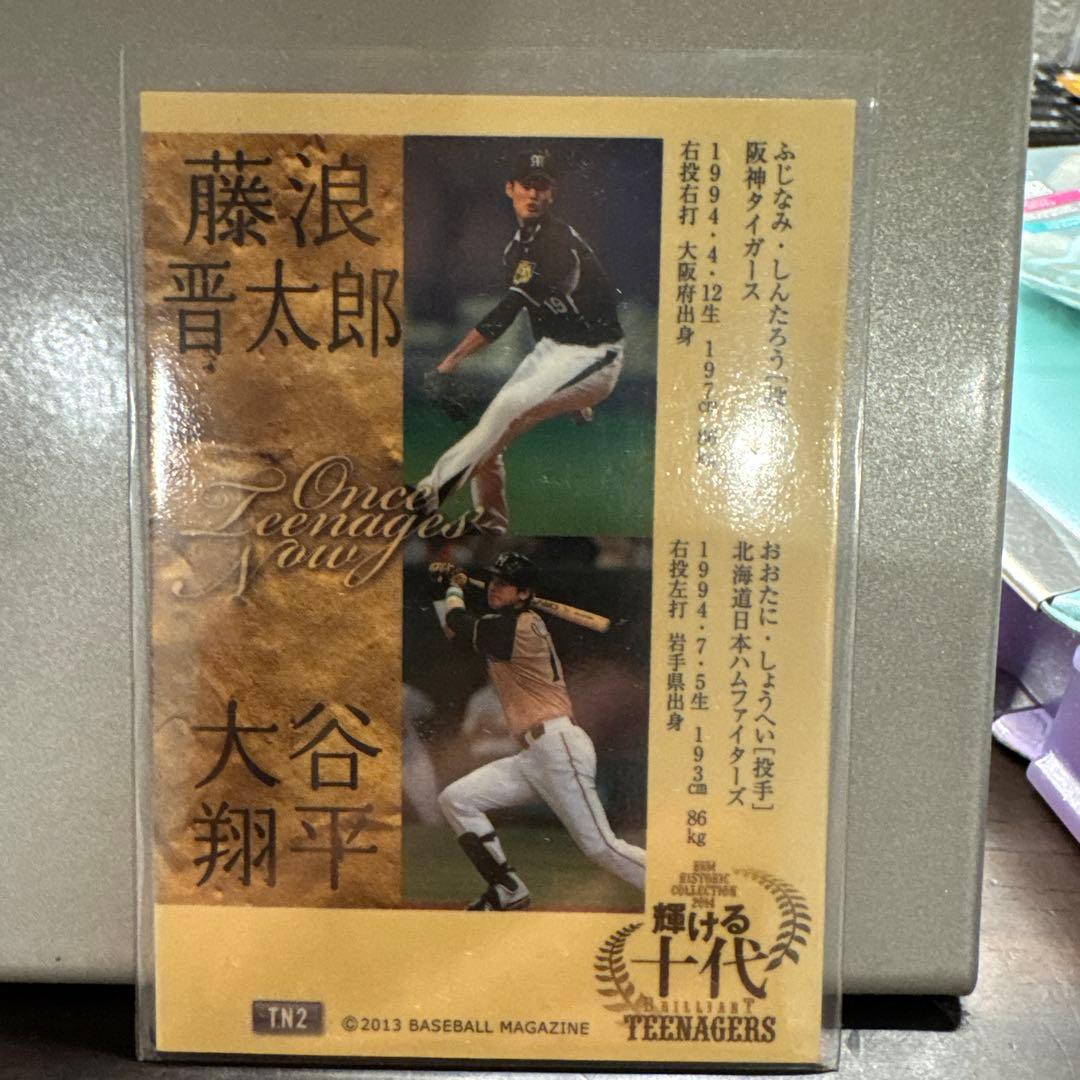 藤浪
晋太郎
Once
Teenages
Now
大谷
翔平
ふじなみ・しんたろう
阪神タイガース
1994・4・12生 197cm
右投右打 大阪府出身
おおたに・しょうへい[投手]
北海道日本ハムファイターズ
1994・7・5生 193cm 86kg
右投左打 岩手県出身
BBM
HISTORIC
COLLECTION
輝ける
十代
BRILLIANT
TEENAGERS
TN2
©2013 BASEBALL MAGAZINE
19